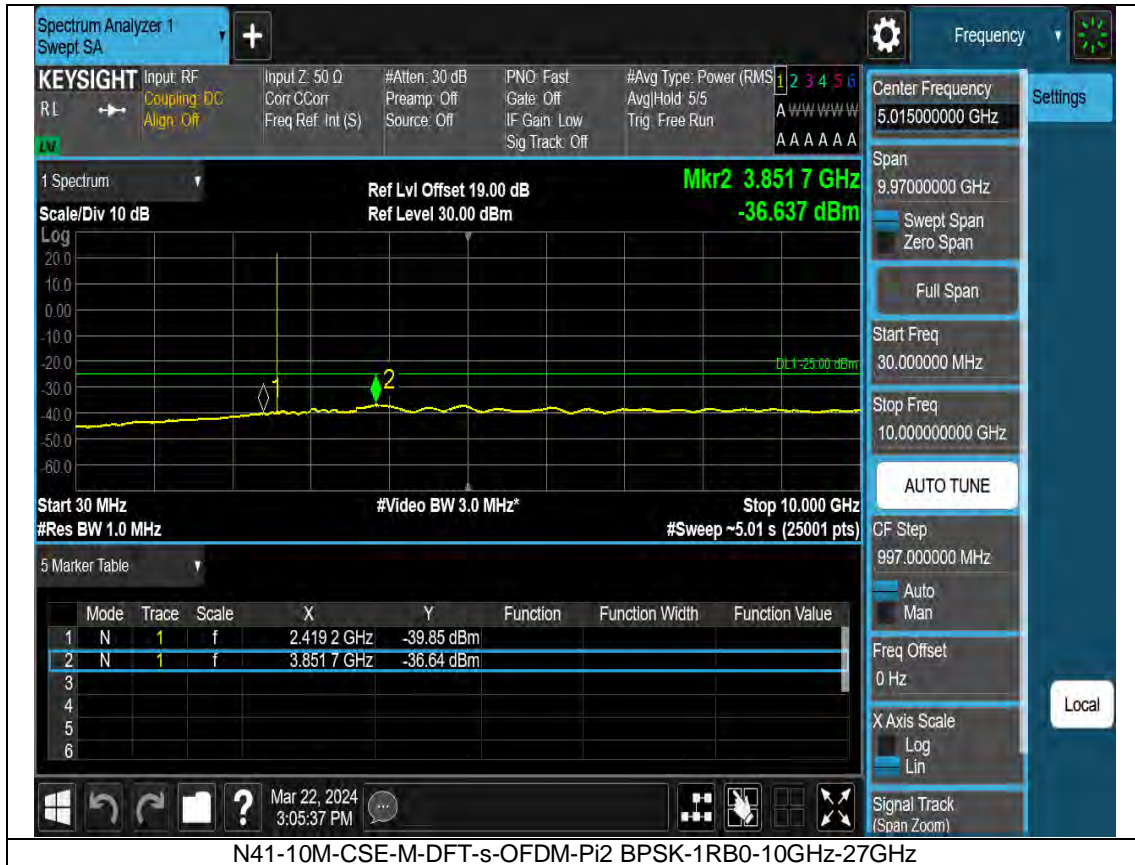 Spectrum Analyzer 1
Swept SA
Frequency
KEYSIGHT
RL
LXI
Input: RF
Coupling: DC
Align: Off
Input Z: 50 Ω
Corr CCorr
Freq Ref: Int (S)
#Atten: 30 dB
Preamp: Off
Source: Off
PNO: Fast
Gate: Off
IF Gain: Low
Sig Track: Off
#Avg Type: Power (RMS
Avg|Hold: 5/5
Trig: Free Run
1 2 3 4 5 6
A W W W W W
A A A A A A
1 Spectrum
Scale/Div 10 dB
Ref Lvl Offset 19.00 dB
Ref Level 30.00 dBm
Mkr2 3.851 7 GHz
-36.637 dBm
Log
20.0
10.0
0.00
-10.0
-20.0
-30.0
-40.0
-50.0
-60.0
1
2
DL1 -25.00 dBm
Start 30 MHz
#Video BW 3.0 MHz*
Stop 10.000 GHz
#Res BW 1.0 MHz
#Sweep ~5.01 s (25001 pts)
5 Marker Table
Mode Trace Scale X Y Function Function Width Function Value
1 N 1 f 2.419 2 GHz -39.85 dBm
2 N 1 f 3.851 7 GHz -36.64 dBm
3
4
5
6
Mar 22, 2024
3:05:37 PM
?
Center Frequency
5.015000000 GHz
Settings
Span
9.97000000 GHz
Swept Span
Zero Span
Full Span
Start Freq
30.000000 MHz
Stop Freq
10.000000000 GHz
AUTO TUNE
CF Step
997.000000 MHz
Auto
Man
Freq Offset
0 Hz
X Axis Scale
Log
Lin
Signal Track
(Span Zoom)
Local
N41-10M-CSE-M-DFT-s-OFDM-Pi2 BPSK-1RB0-10GHz-27GHz